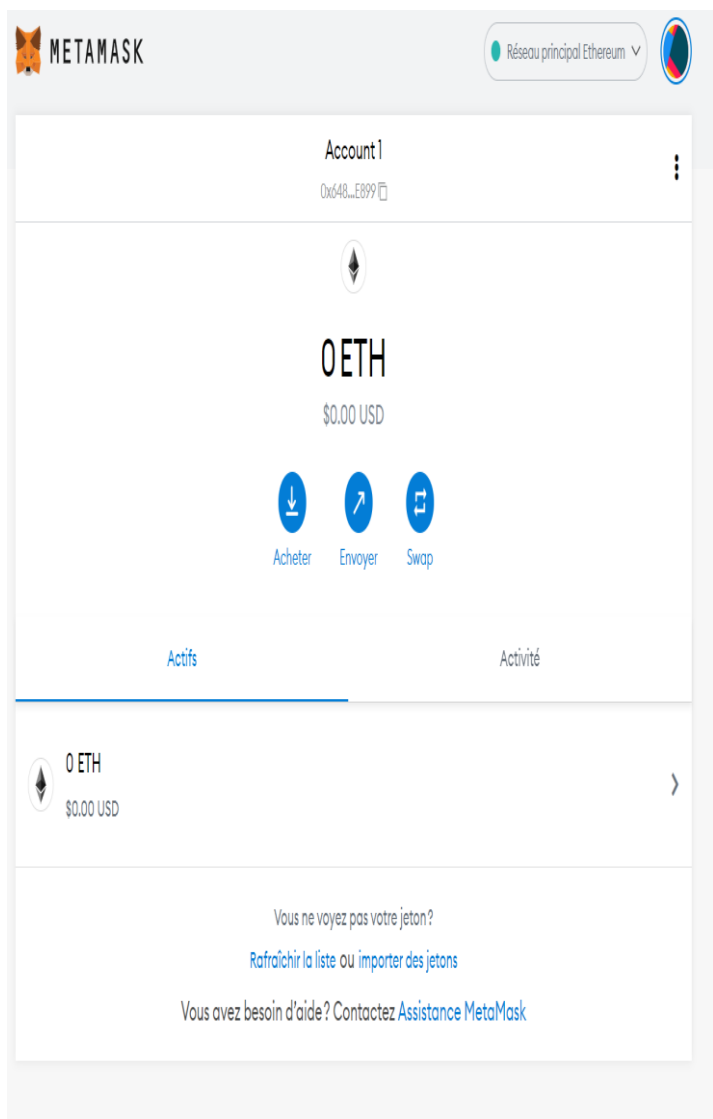 METAMASK
Réseau principal Ethereum
Account 1
0x648...E899
0 ETH
$0.00 USD
Acheter Envoyer Swap
Actifs Activité
0 ETH
$0.00 USD
Vous ne voyez pas votre jeton ?
Rafraîchir la liste ou importer des jetons
Vous avez besoin d'aide ? Contactez Assistance MetaMask